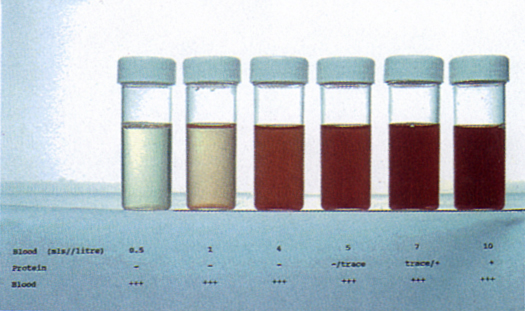 Blood (mls//litre) 0.5 1 4 5 7 10
Protein - - - -/trace trace/+ +
Blood +++ +++ +++ +++ +++ +++